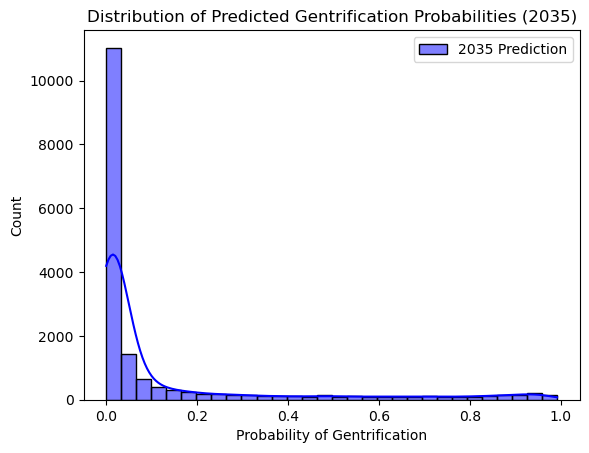 Distribution of Predicted Gentrification Probabilities (2035)
2035 Prediction
10000
8000
6000
4000
2000
0
Count
0.0 0.2 0.4 0.6 0.8 1.0
Probability of Gentrification